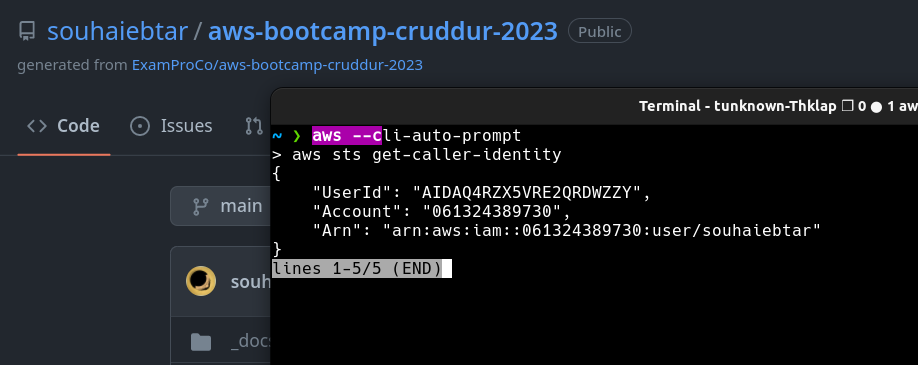 souhaiebtar / aws-bootcamp-cruddur-2023 Public
generated from ExamProCo/aws-bootcamp-cruddur-2023
Code Issues
main
souh
_docs
Terminal - tunknown-Thklap ❐ 0 ● 1 aw
~ ❯ aws --cli-auto-prompt
> aws sts get-caller-identity
{
"UserId": "AIDAQ4RZX5VRE2QRDWZZY",
"Account": "061324389730",
"Arn": "arn:aws:iam::061324389730:user/souhaiebtar"
}
lines 1-5/5 (END)